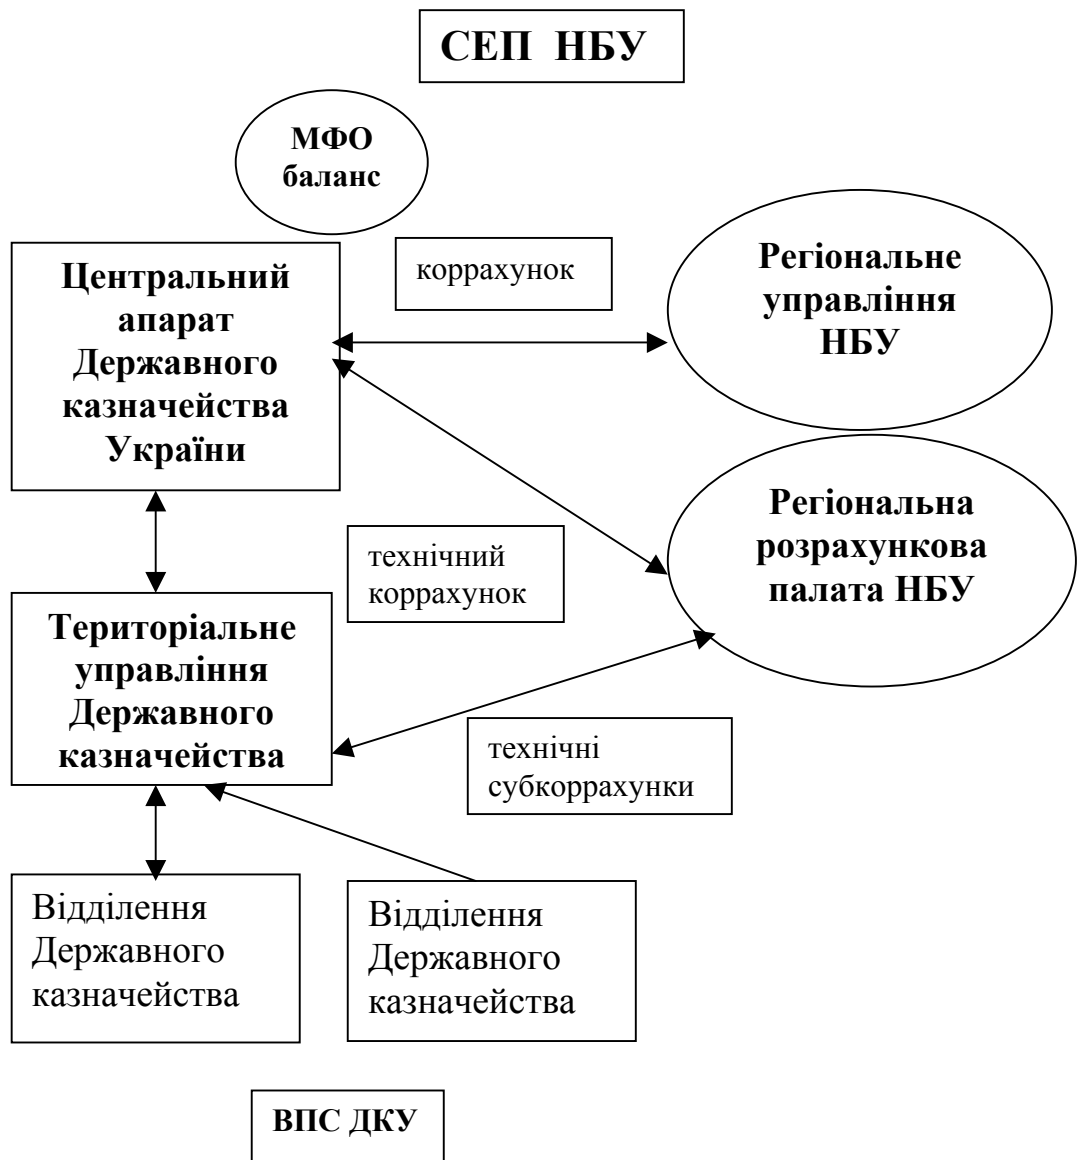 СЕП НБУ
МФО
баланс
Центральний
апарат
Державного
казначейства
України
коррахунок
Регіональне
управління
НБУ
Регіональна
розрахункова
палата НБУ
технічний
коррахунок
Територіальне
управління
Державного
казначейства
технічні
субкоррахунки
Відділення
Державного
казначейства
Відділення
Державного
казначейства
ВПС ДКУ